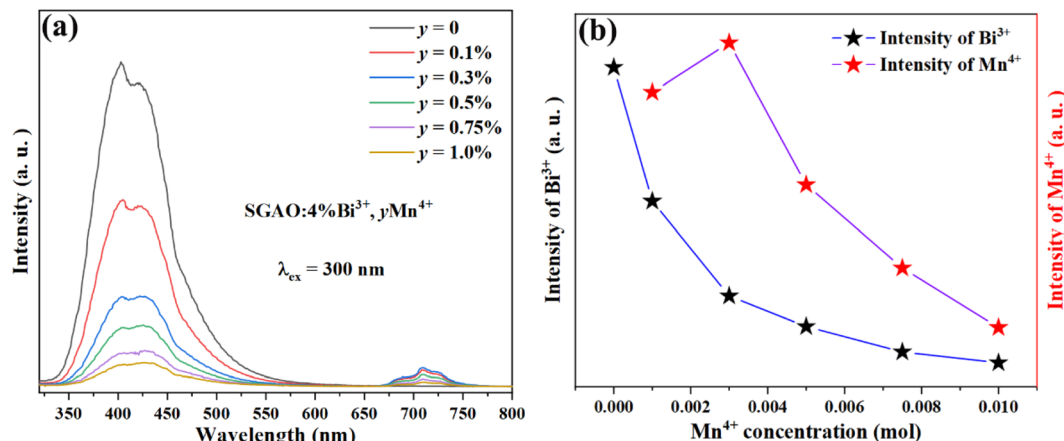 (a)
y = 0
y = 0.1%
y = 0.3%
y = 0.5%
y = 0.75%
y = 1.0%
SGAO:4%Bi³⁺, yMn⁴⁺
λex = 300 nm
Intensity (a. u. )
350 400 450 500 550 600 650 700 750 800
Wavelength (nm)
(b)
Intensity of Bi³⁺
Intensity of Mn⁴⁺
Intensity of Bi³⁺ (a. u. )
Intensity of Mn⁴⁺ (a. u. )
0.000 0.002 0.004 0.006 0.008 0.010
Mn⁴⁺ concentration (mol)